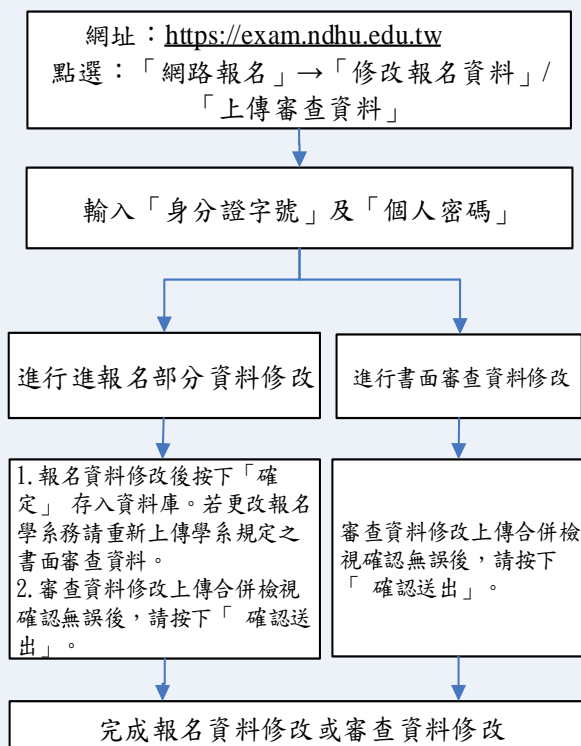 網址：https://exam.ndhu.edu.tw
點選：「網路報名」→「修改報名資料」/
「上傳審查資料」
輸入「身分證字號」及「個人密碼」
進行進報名部分資料修改
進行書面審查資料修改
1.報名資料修改後按下「確
定」 存入資料庫。若更改報名
學系務請重新上傳學系規定之
書面審查資料。
2.審查資料修改上傳合併檢視
確認無誤後，請按下「 確認送
出」。
審查資料修改上傳合併檢
視確認無誤後，請按下
「 確認送出」。
完成報名資料修改或審查資料修改